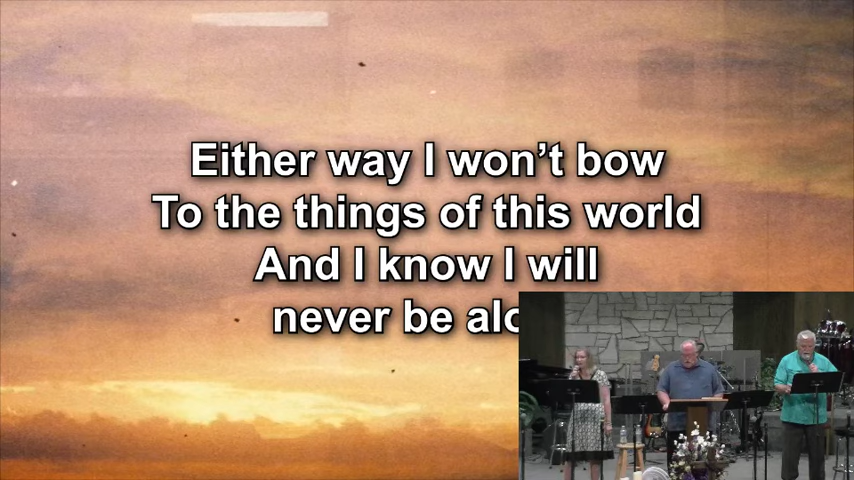 Either way I won't bow
To the things of this world
And I know I will
never be alo